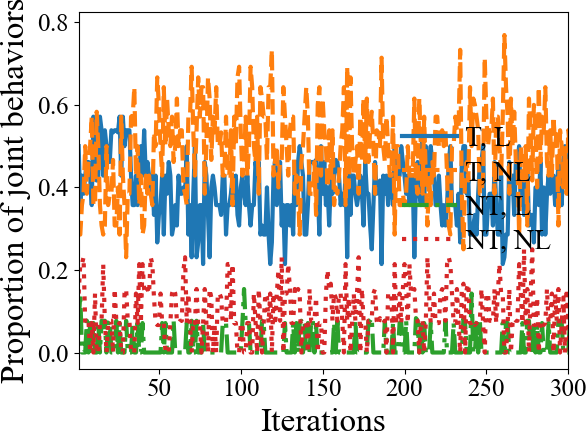 Proportion of joint behaviors
0.8
0.6
0.4
0.2
0.0
T, L
T, NL
NT, L
NT, NL
50
100
150
200
250
300
Iterations